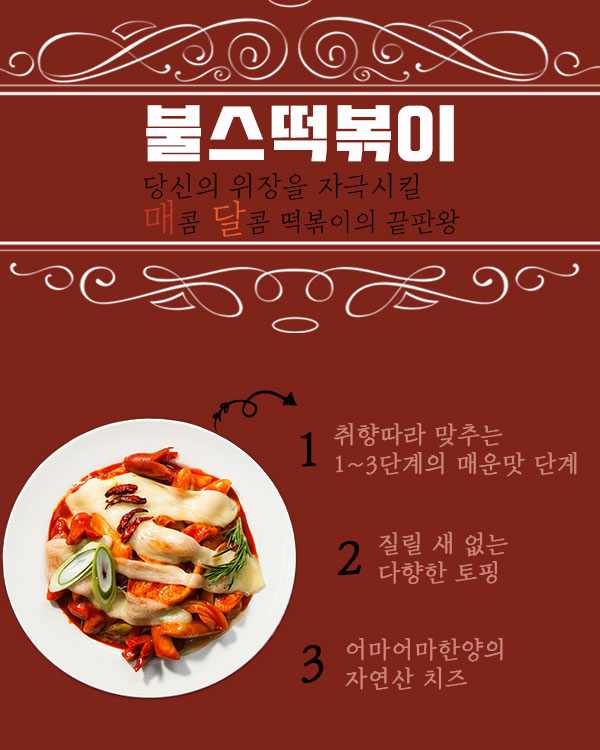 불스떡볶이
당신의 위장을 자극시킬
매콤 달콤 떡볶이의 끝판왕
1 취향따라 맞추는
1~3단계의 매운맛 단계
2 질릴 새 없는
다향한 토핑
3 어마어마한양의
자연산 치즈